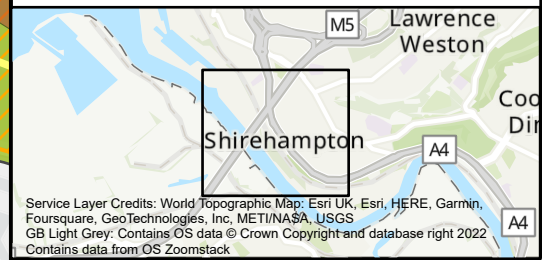 M5
Lawrence
Weston
Coo
Dir
Shirehampton
A4
A4
Service Layer Credits: World Topographic Map: Esri UK, Esri, HERE, Garmin,
Foursquare, GeoTechnologies, Inc, METI/NASA, USGS
GB Light Grey: Contains OS data © Crown Copyright and database right 2022
Contains data from OS Zoomstack